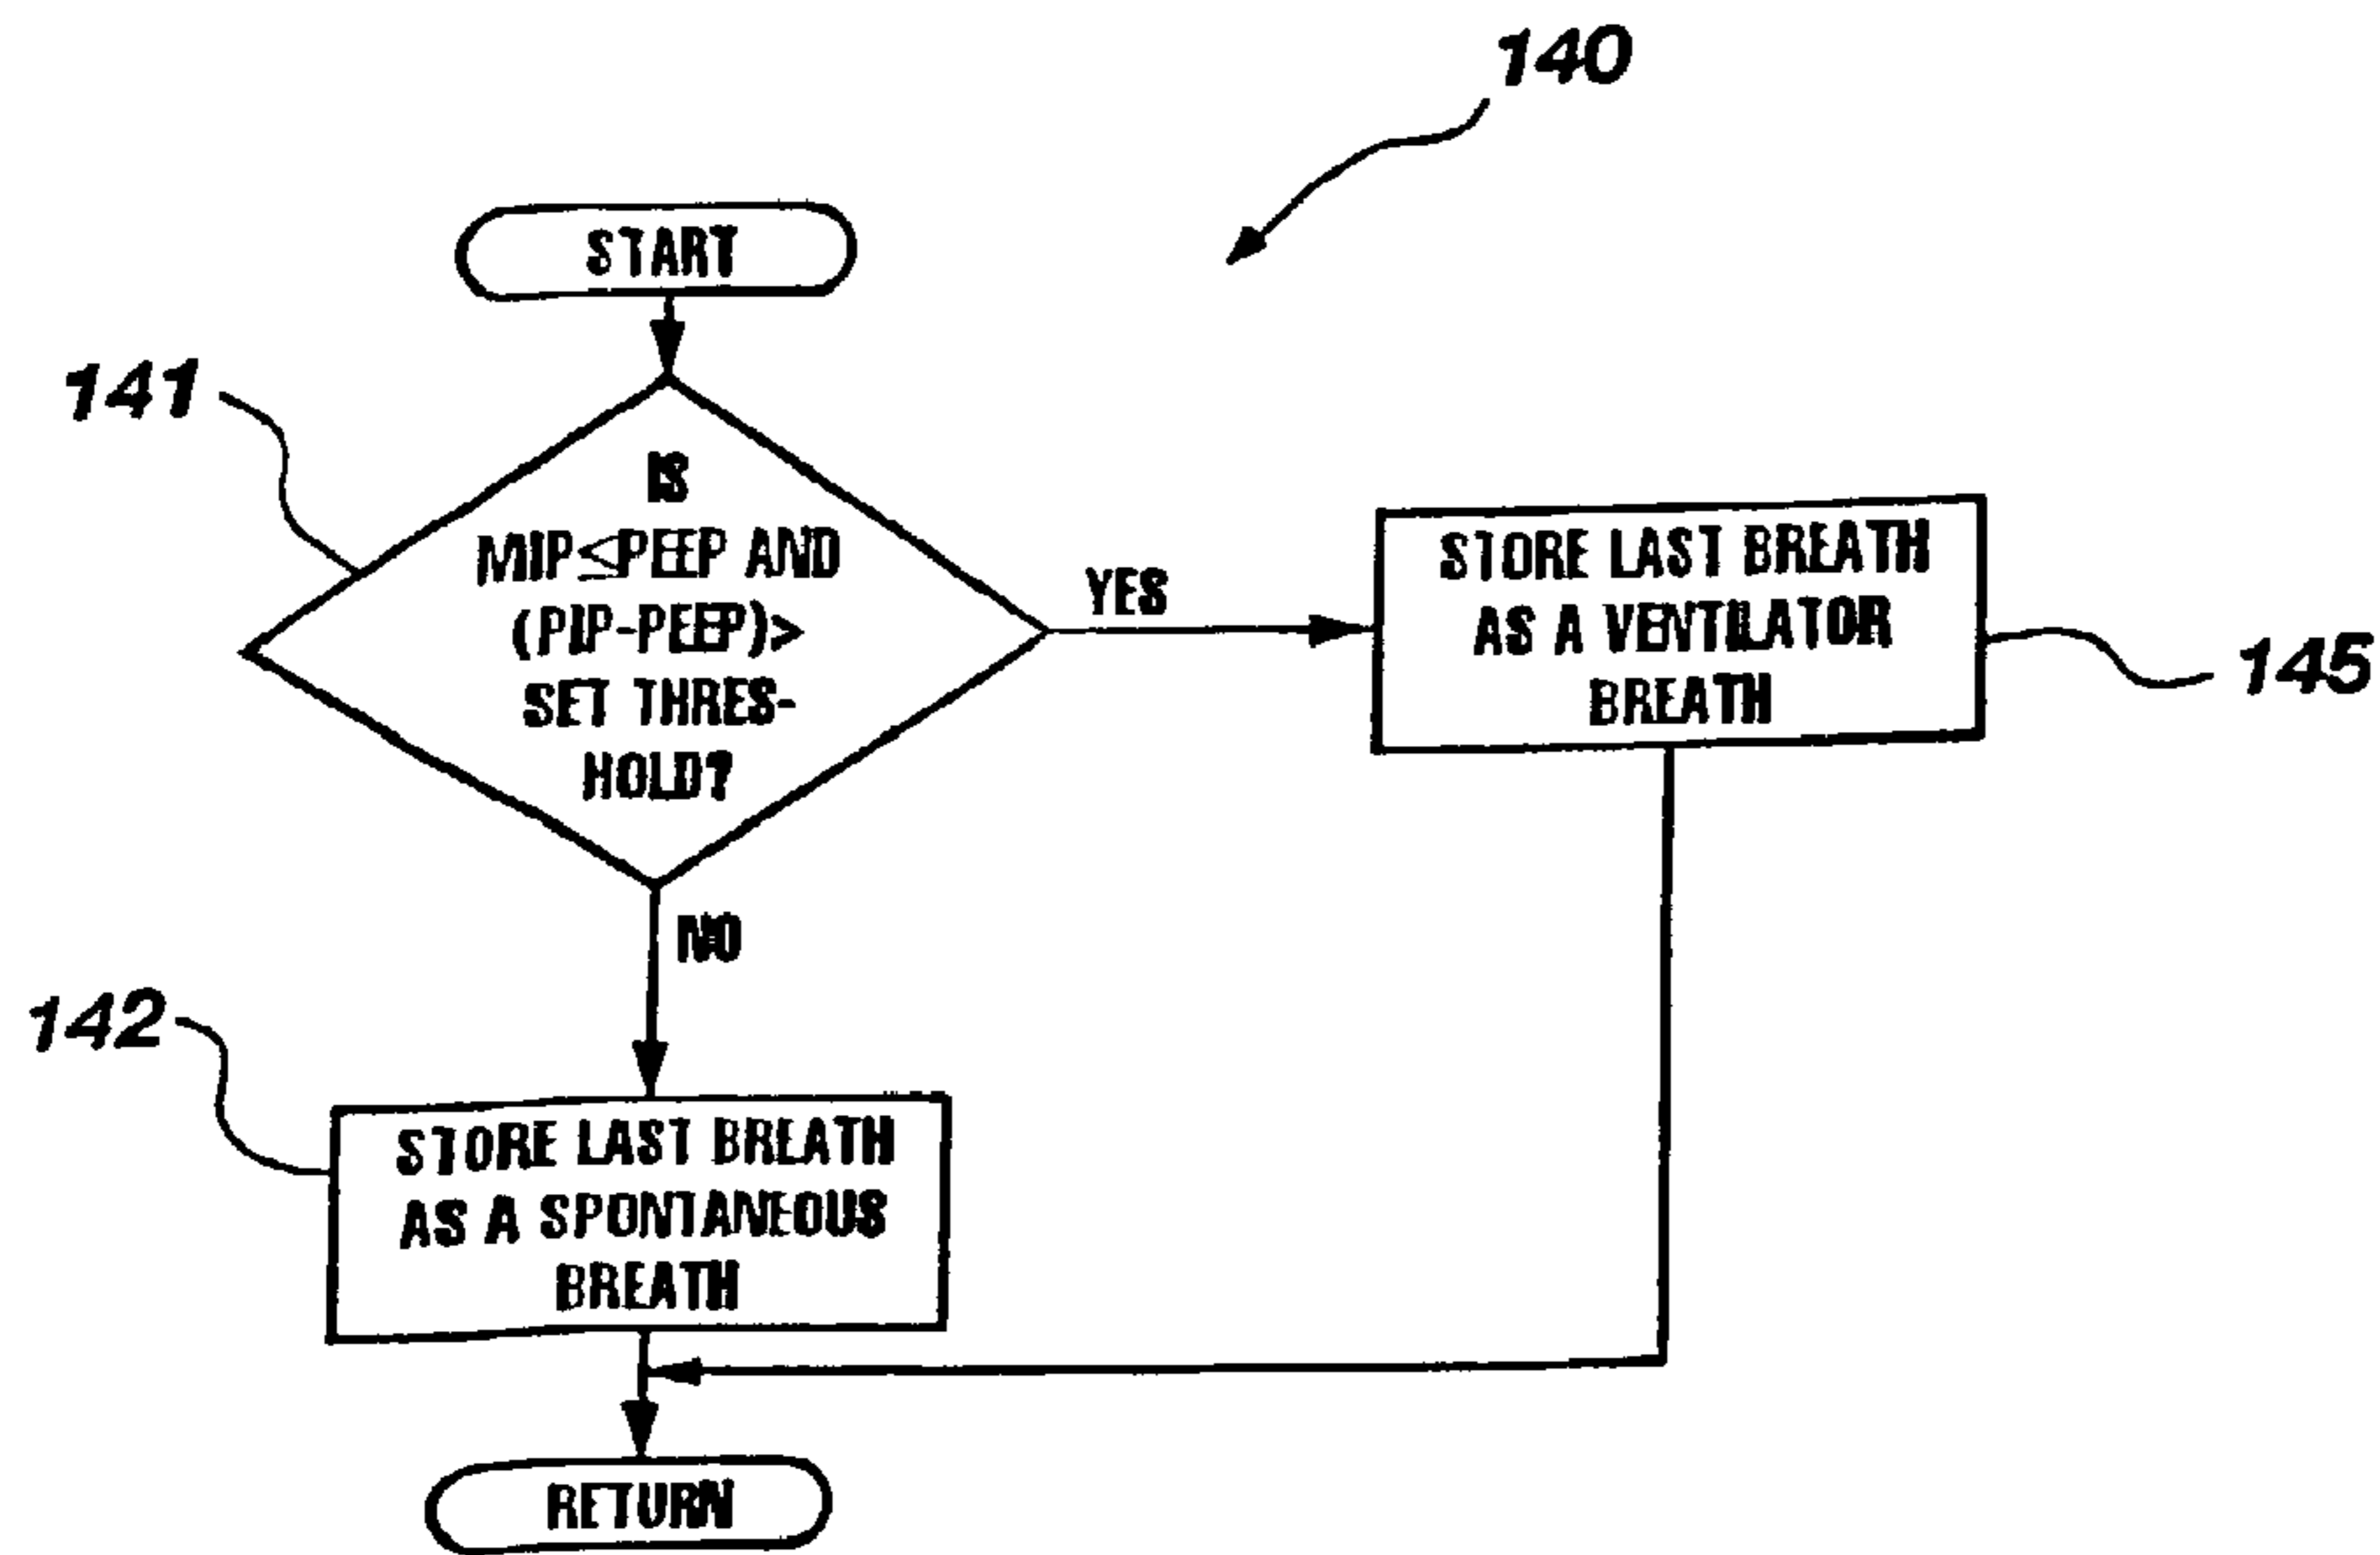 140
START
141
IS
MIP≤PEEP AND
(PIP-PEEP)>
SET THRES-
HOLD?
YES
STORE LAST BREATH
AS A VENTILATOR
BREATH
145
NO
142
STORE LAST BREATH
AS A SPONTANEOUS
BREATH
RETURN